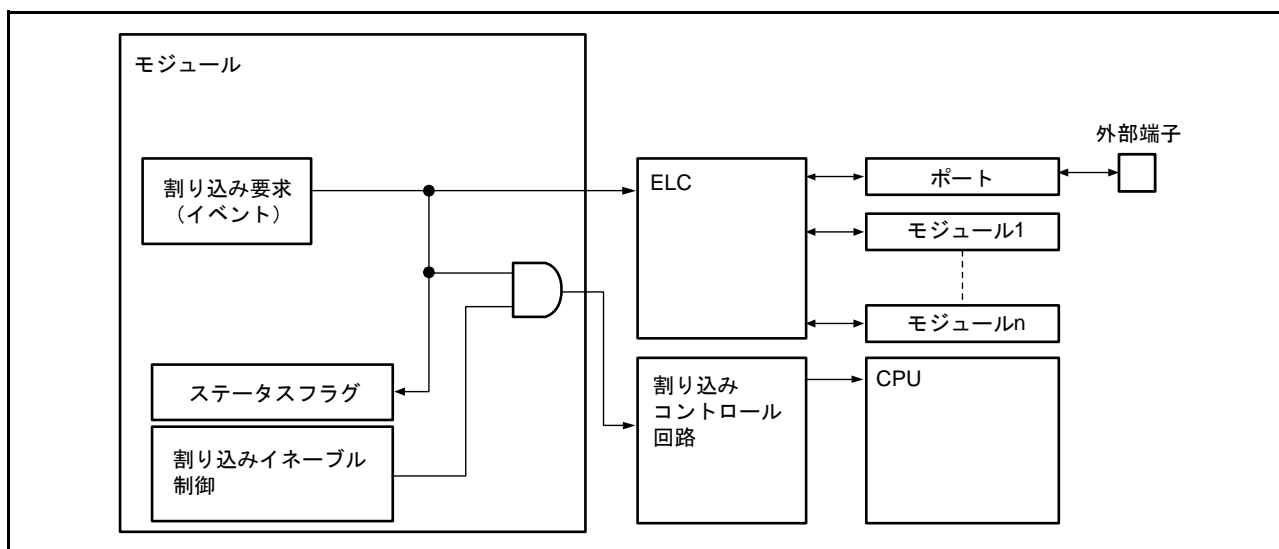 モジュール
外部端子
割り込み要求
（イベント）
ELC
ポート
モジュール1
モジュールn
ステータスフラグ
割り込みイネーブル
制御
割り込み
コントロール
回路
CPU